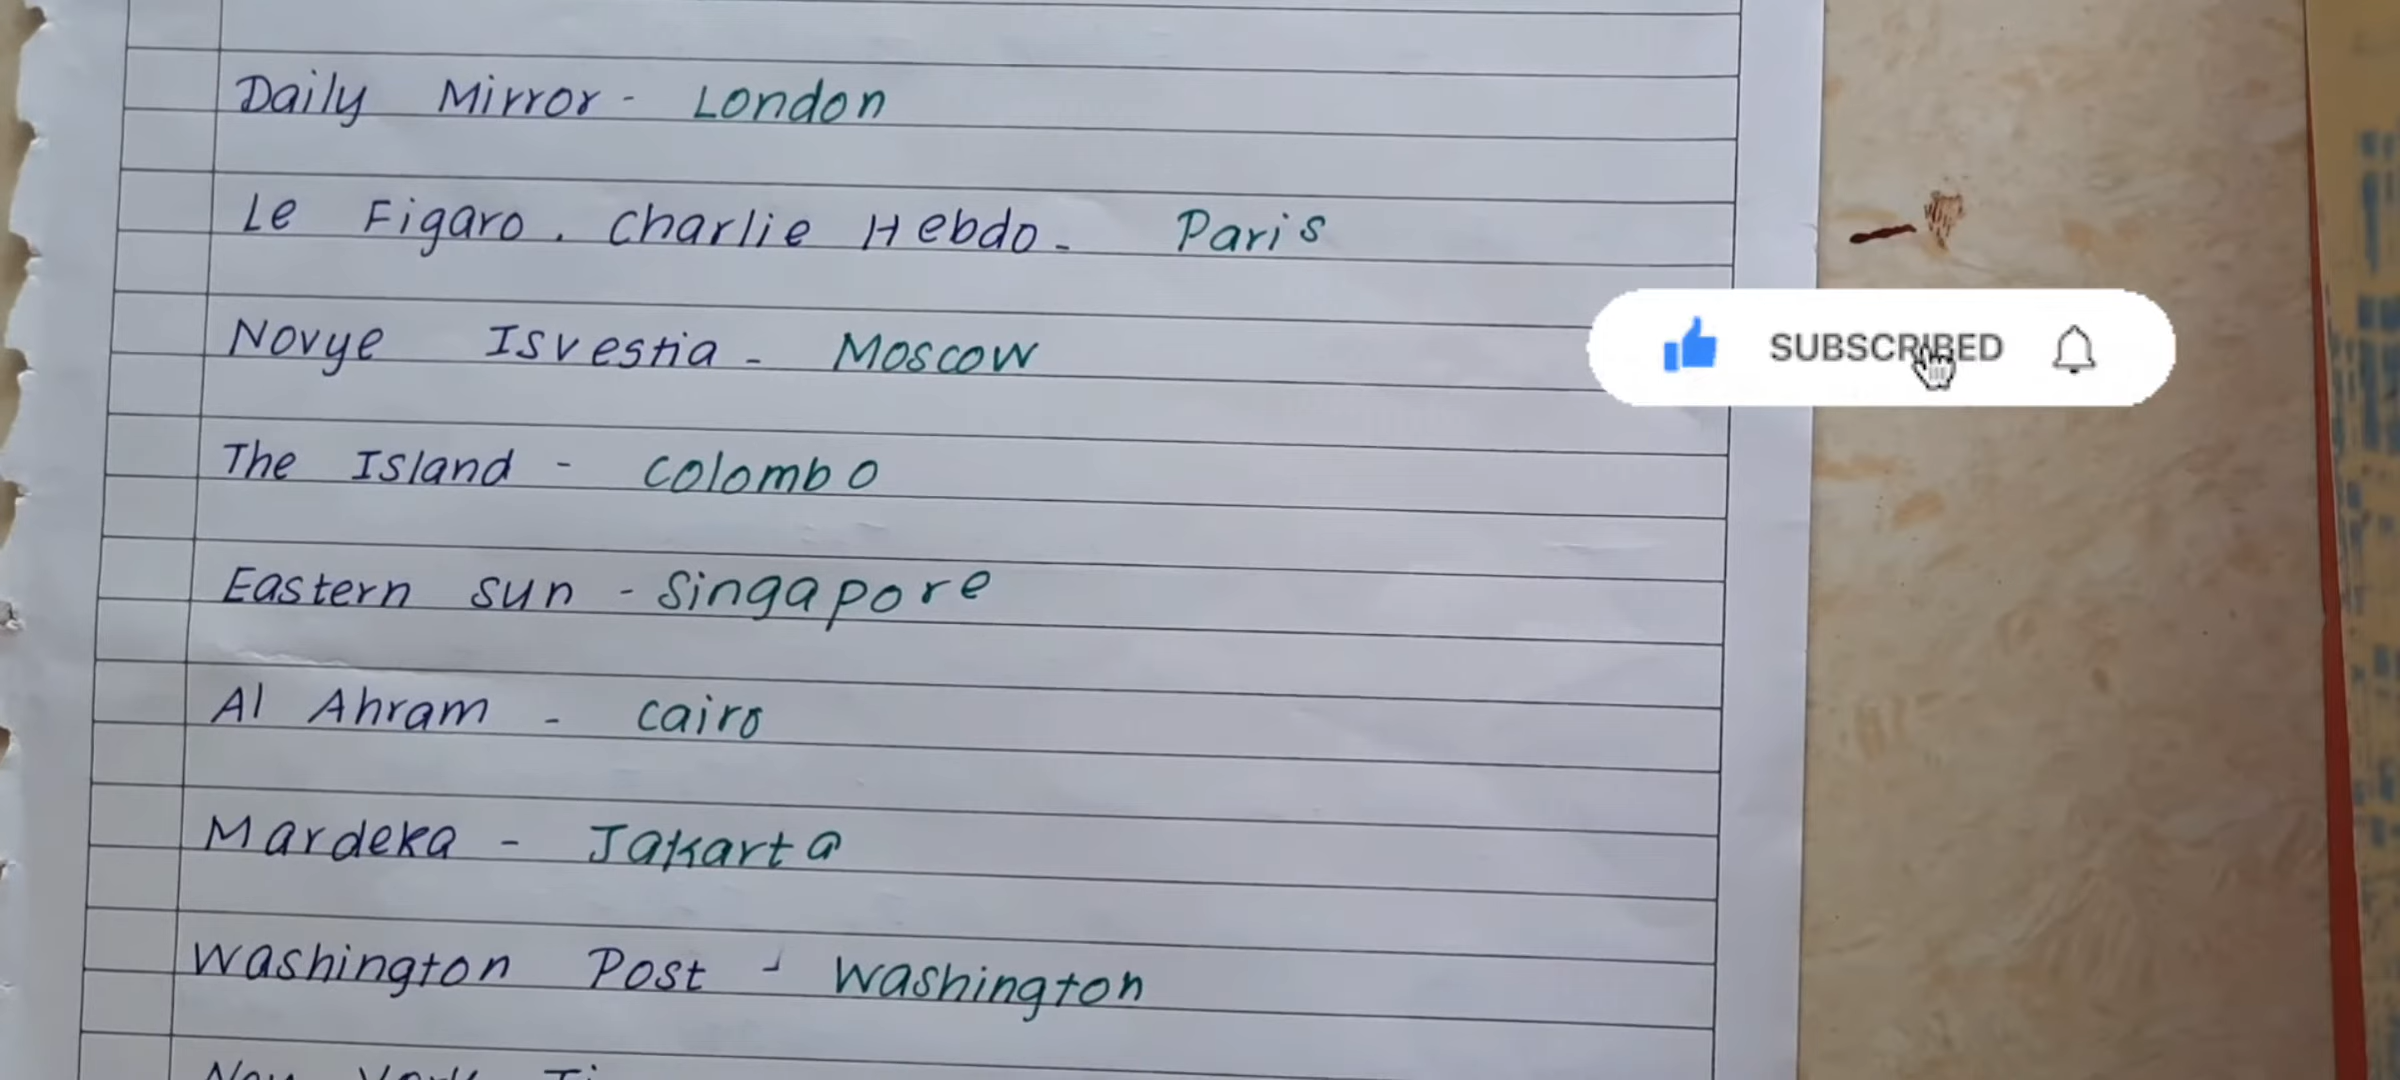 Daily Mirror - London
Le Figaro. Charlie Hebdo - Paris
Novye Isvestia - Moscow
SUBSCRIBED
The Island - Colombo
Eastern Sun - Singapore
Al Ahram - Cairo
Mardeka - Jakarta
Washington Post - Washington